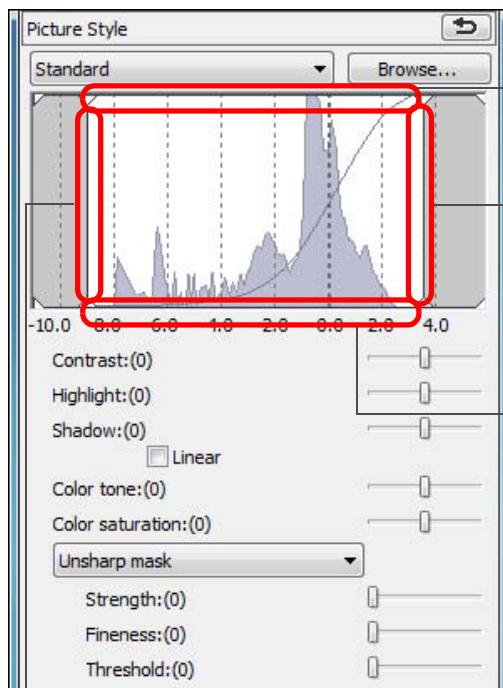 Picture Style
Standard Browse...
-10.0 -8.0 -6.0 -4.0 -2.0 0.0 2.0 4.0
Contrast:(0)
Highlight:(0)
Shadow:(0)
Linear
Color tone:(0)
Color saturation:(0)
Unsharp mask
Strength:(0)
Fineness:(0)
Threshold:(0)